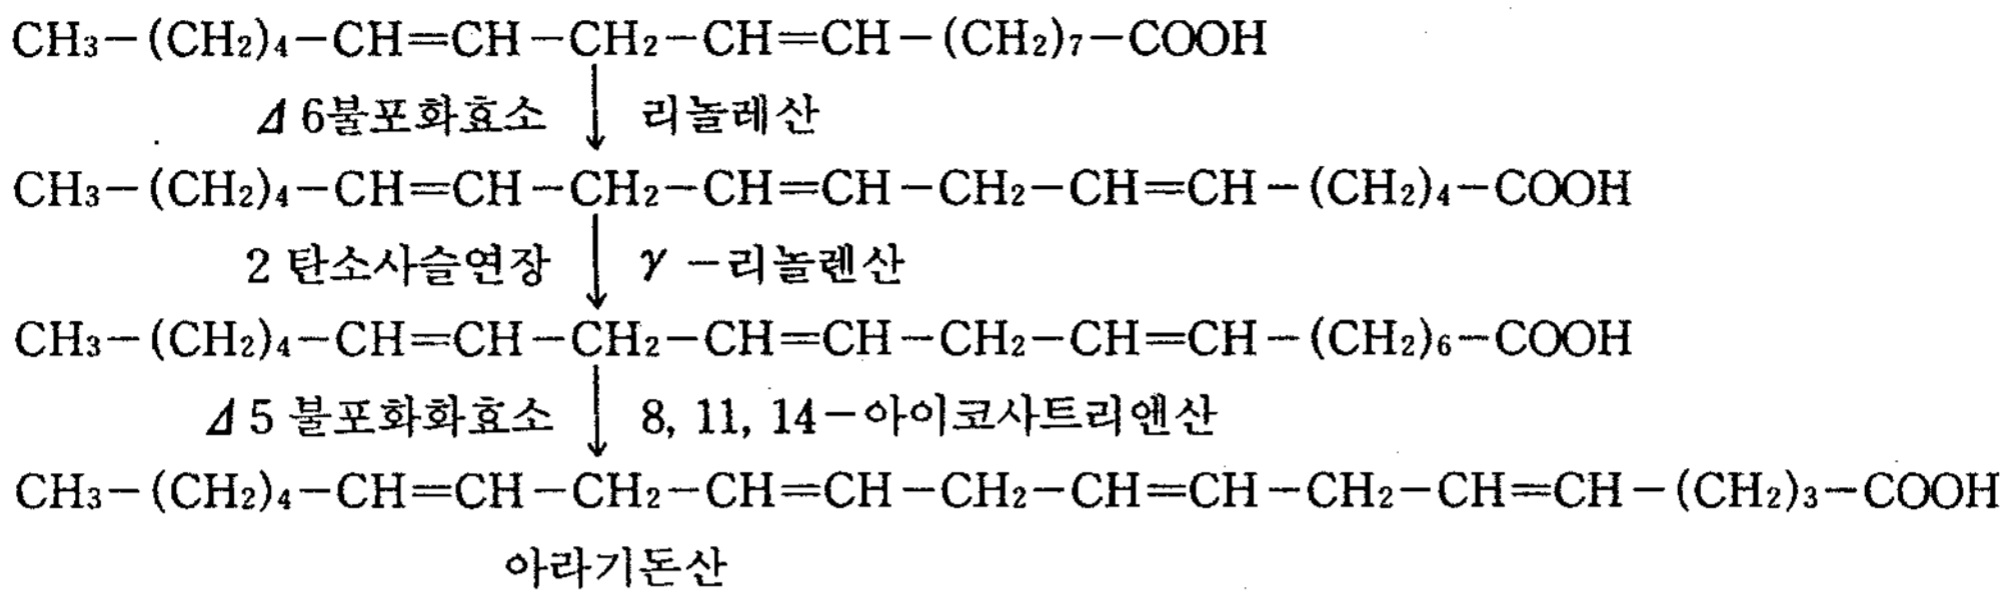 CH₃−(CH₂)₄−CH=CH−CH₂−CH=CH−(CH₂)₇−COOH
Δ6불포화효소 리놀레산
CH₃−(CH₂)₄−CH=CH−CH₂−CH=CH−CH₂−CH=CH−(CH₂)₄−COOH
2 탄소사슬연장 γ−리놀렌산
CH₃−(CH₂)₄−CH=CH−CH₂−CH=CH−CH₂−CH=CH−(CH₂)₆−COOH
Δ5 불포화화효소 8, 11, 14−아이코사트리엔산
CH₃−(CH₂)₄−CH=CH−CH₂−CH=CH−CH₂−CH=CH−CH₂−CH=CH−(CH₂)₃−COOH
아라기돈산